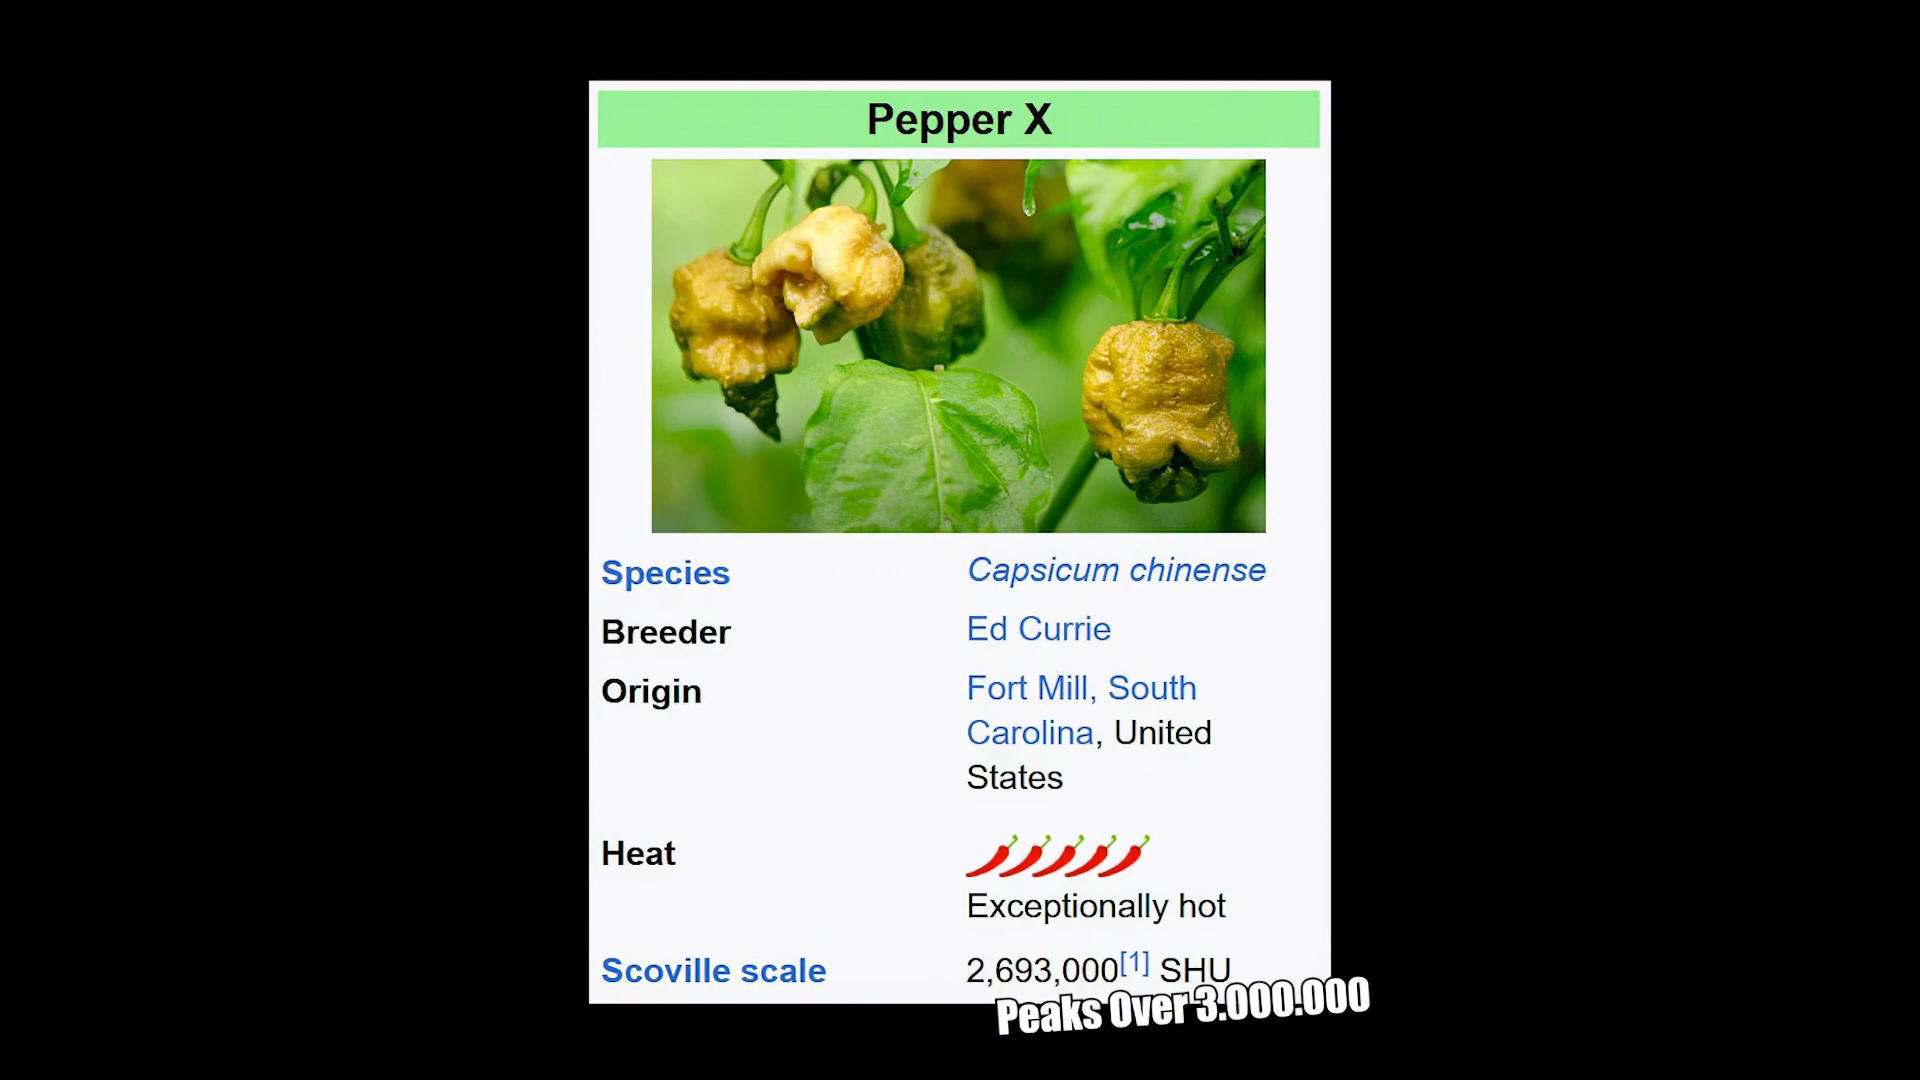 Pepper X
Species Capsicum chinense
Breeder Ed Currie
Origin Fort Mill, South
Carolina, United
States
Heat
Exceptionally hot
Scoville scale 2,693,000[1] SHU
Peaks Over 3.000.000